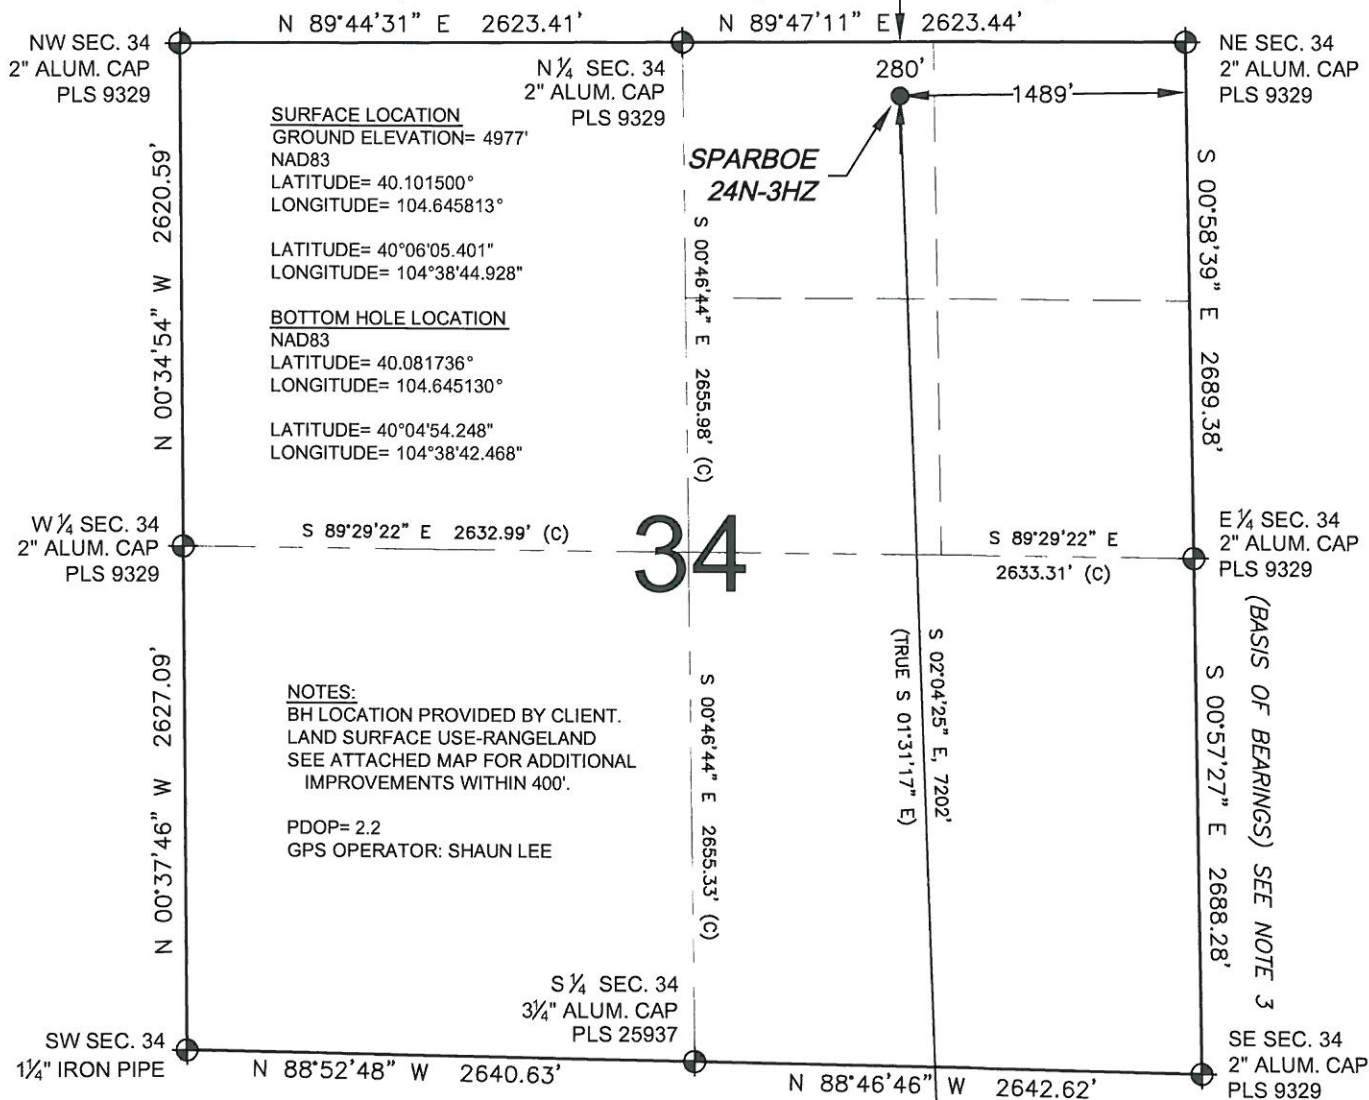 N 89°44'31" E 2623.41'
N 89°47'11" E 2623.44'
NW SEC. 34
2" ALUM. CAP
PLS 9329
N ¼ SEC. 34
2" ALUM. CAP
PLS 9329
NE SEC. 34
2" ALUM. CAP
PLS 9329
280'
1489'
SPARBOE
24N-3HZ
SURFACE LOCATION
GROUND ELEVATION= 4977'
NAD83
LATITUDE= 40.101500°
LONGITUDE= 104.645813°
LATITUDE= 40°06'05.401"
LONGITUDE= 104°38'44.928"
BOTTOM HOLE LOCATION
NAD83
LATITUDE= 40.081736°
LONGITUDE= 104.645130°
LATITUDE= 40°04'54.248"
LONGITUDE= 104°38'42.468"
N 00°34'54" W 2620.59'
S 00°46'44" E 2655.98' (C)
S 00°58'39" E 2689.38'
W ¼ SEC. 34
2" ALUM. CAP
PLS 9329
S 89°29'22" E 2632.99' (C)
34
S 89°29'22" E
2633.31' (C)
E ¼ SEC. 34
2" ALUM. CAP
PLS 9329
NOTES:
BH LOCATION PROVIDED BY CLIENT.
LAND SURFACE USE-RANGELAND
SEE ATTACHED MAP FOR ADDITIONAL
IMPROVEMENTS WITHIN 400'.
PDOP= 2.2
GPS OPERATOR: SHAUN LEE
N 00°37'46" W 2627.09'
S 00°46'44" E 2655.33' (C)
S 02°04'25" E, 7202'
(TRUE S 01°31'17" E)
S 00°57'27" E 2688.28'
(BASIS OF BEARINGS) SEE NOTE 3
S ¼ SEC. 34
3¼" ALUM. CAP
PLS 25937
SW SEC. 34
1¼" IRON PIPE
N 88°52'48" W 2640.63'
N 88°46'46" W 2642.62'
SE SEC. 34
2" ALUM. CAP
PLS 9329